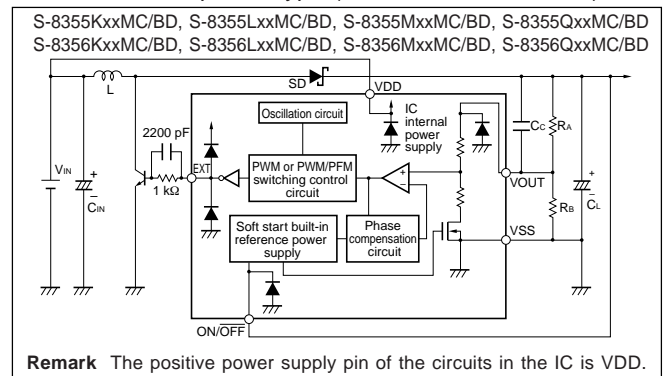 S-8355KxxMC/BD, S-8355LxxMC/BD, S-8355MxxMC/BD, S-8355QxxMC/BD
S-8356KxxMC/BD, S-8356LxxMC/BD, S-8356MxxMC/BD, S-8356QxxMC/BD
L
SD
VDD
Oscillation circuit
IC
internal
power
supply
CC
RA
2200 pF
EXT
VIN
+
−
CIN
1 kΩ
PWM or PWM/PFM
switching control
circuit
+
−
VOUT
+
−
CL
RB
Soft start built-in
reference power
supply
Phase
compensation
circuit
VSS
ON/OFF
Remark The positive power supply pin of the circuits in the IC is VDD.